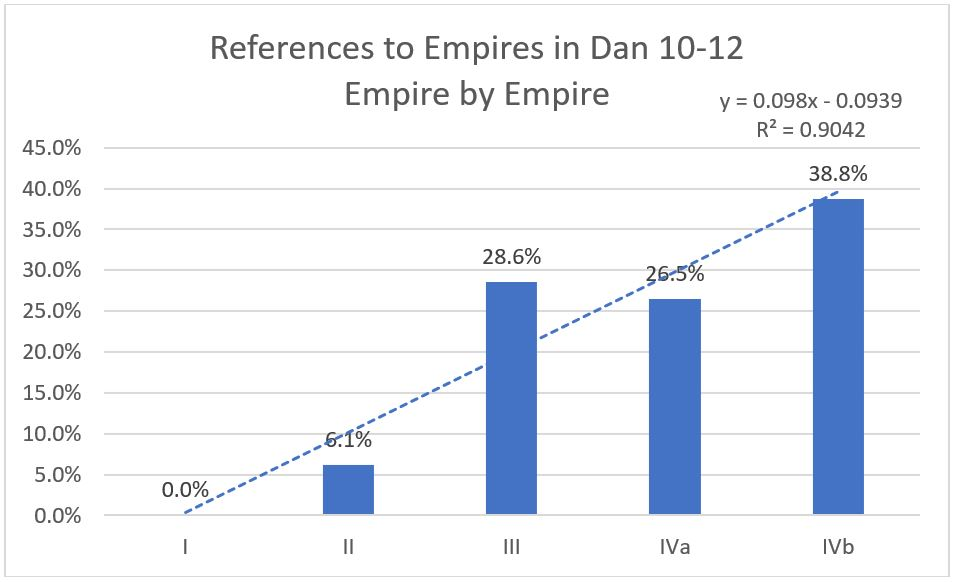 References to Empires in Dan 10-12
Empire by Empire
y = 0.098x - 0.0939
R² = 0.9042
45.0%
40.0%
35.0%
30.0%
25.0%
20.0%
15.0%
10.0%
5.0%
0.0%
0.0%
6.1%
28.6%
26.5%
38.8%
I
II
III
IVa
IVb